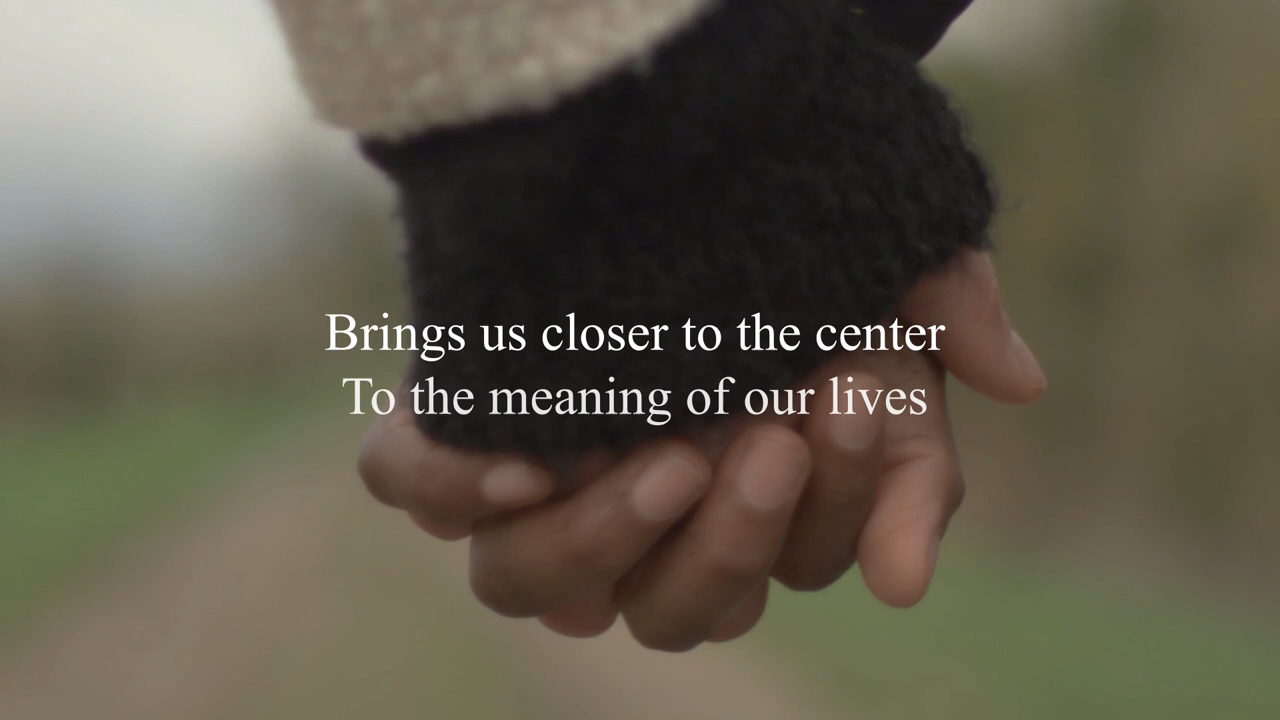 Brings us closer to the center
To the meaning of our lives